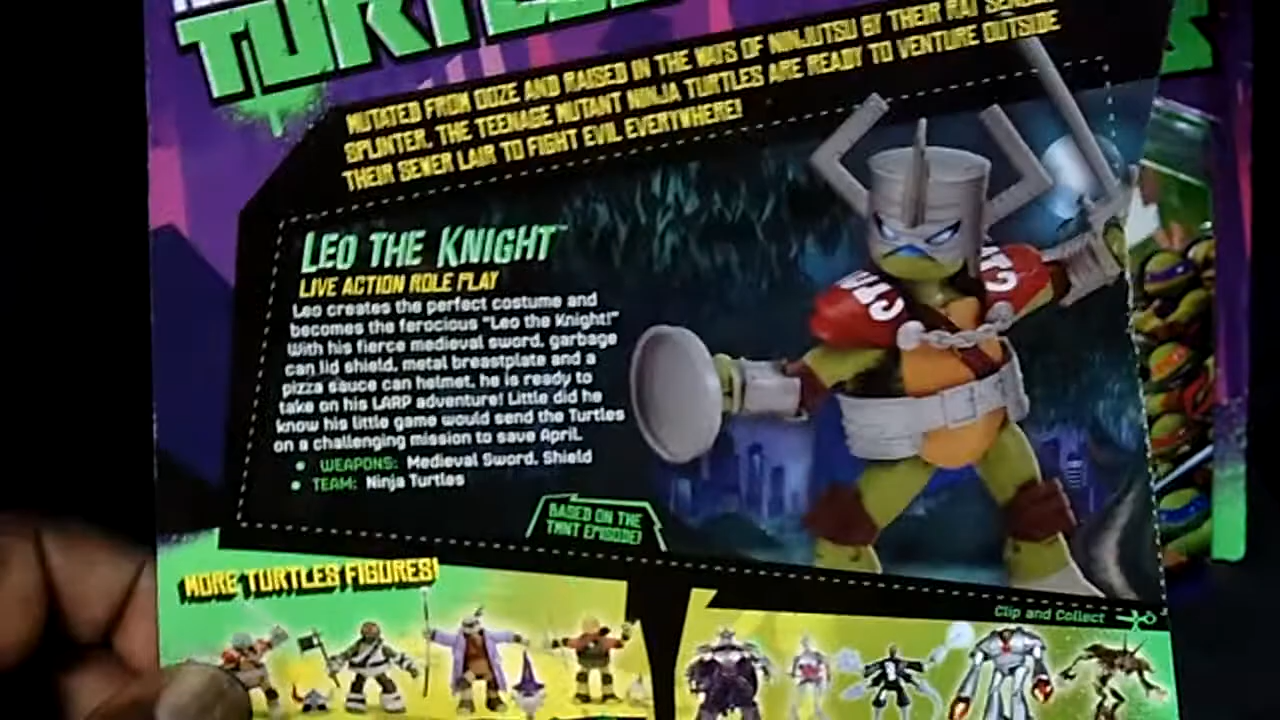 TURTLES
MUTATED FROM OOZE AND RAISED IN THE WAYS OF NINJUTSU BY THEIR RAT SENSEI
SPLINTER, THE TEENAGE MUTANT NINJA TURTLES ARE READY TO VENTURE OUTSIDE
THEIR SEWER LAIR TO FIGHT EVIL EVERYWHERE!
LEO THE KNIGHT™
LIVE ACTION ROLE PLAY
Leo creates the perfect costume and
becomes the ferocious "Leo the Knight!"
With his fierce medieval sword, garbage
can lid shield, metal breastplate and a
pizza sauce can helmet, he is ready to
take on his LARP adventure! Little did he
know his little game would send the Turtles
on a challenging mission to save April.
• WEAPONS: Medieval Sword, Shield
• TEAM: Ninja Turtles
BASED ON THE
TMNT EPISODE!
MORE TURTLES FIGURES!
Clip and Collect